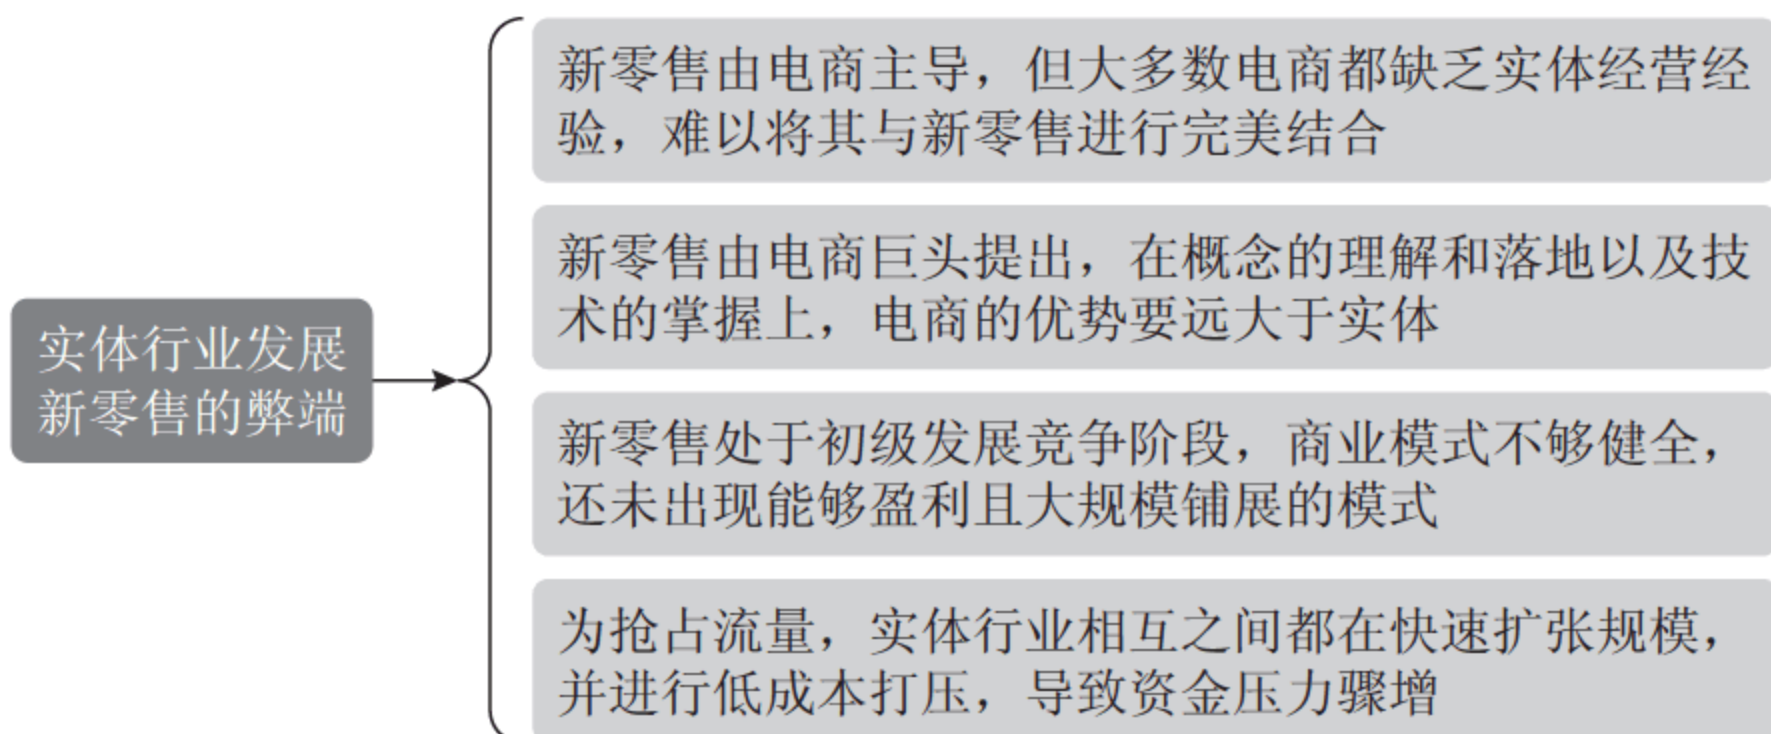 实体行业发展
新零售的弊端
新零售由电商主导，但大多数电商都缺乏实体经营经
验，难以将其与新零售进行完美结合
新零售由电商巨头提出，在概念的理解和落地以及技
术的掌握上，电商的优势要远大于实体
新零售处于初级发展竞争阶段，商业模式不够健全，
还未出现能够盈利且大规模铺展的模式
为抢占流量，实体行业相互之间都在快速扩张规模，
并进行低成本打压，导致资金压力骤增